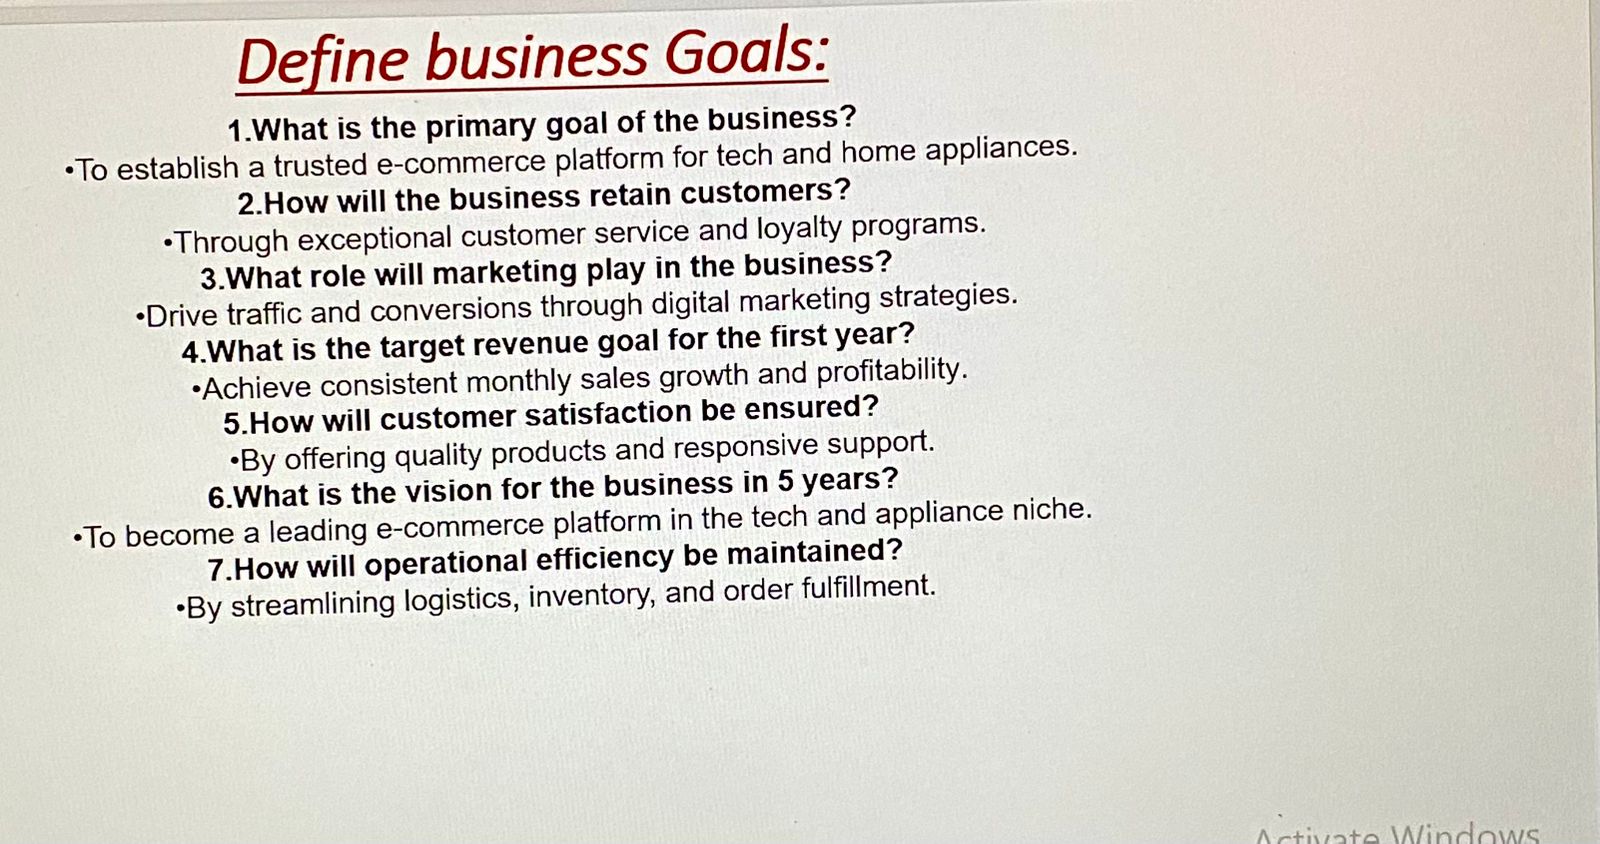 Define business Goals:
1.What is the primary goal of the business?
•To establish a trusted e-commerce platform for tech and home appliances.
2.How will the business retain customers?
•Through exceptional customer service and loyalty programs.
3.What role will marketing play in the business?
•Drive traffic and conversions through digital marketing strategies.
4.What is the target revenue goal for the first year?
•Achieve consistent monthly sales growth and profitability.
5.How will customer satisfaction be ensured?
•By offering quality products and responsive support.
6.What is the vision for the business in 5 years?
•To become a leading e-commerce platform in the tech and appliance niche.
7.How will operational efficiency be maintained?
•By streamlining logistics, inventory, and order fulfillment.
Activate Windows